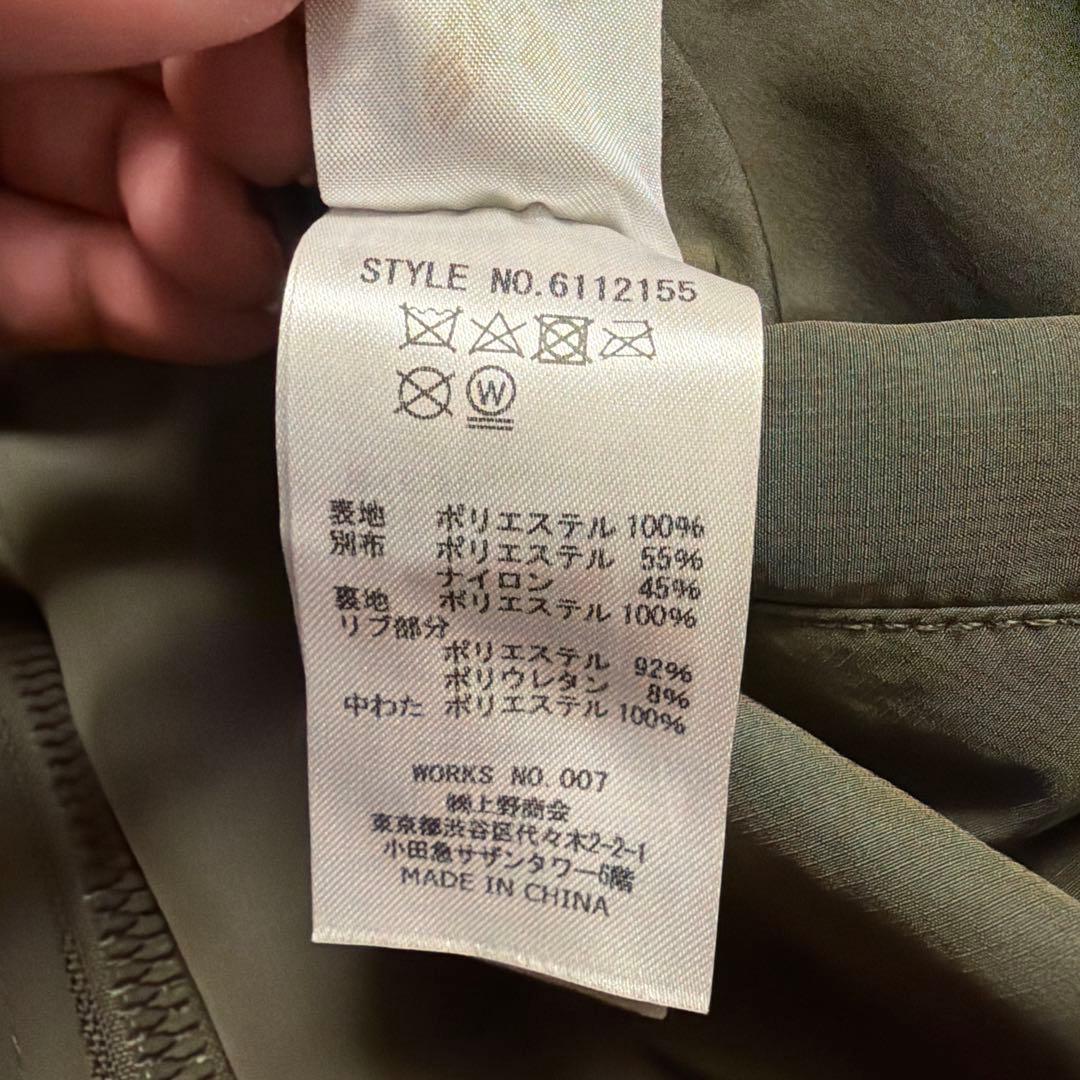 STYLE NO.6112155
W
表地 ポリエステル 100%
別布 ポリエステル 55%
ナイロン 45%
裏地 ポリエステル 100%
リブ部分
ポリエステル 92%
ポリウレタン 8%
中わた ポリエステル 100%
WORKS NO. 007
㈱上野商会
東京都渋谷区代々木2-2-1
小田急サザンタワー6階
MADE IN CHINA